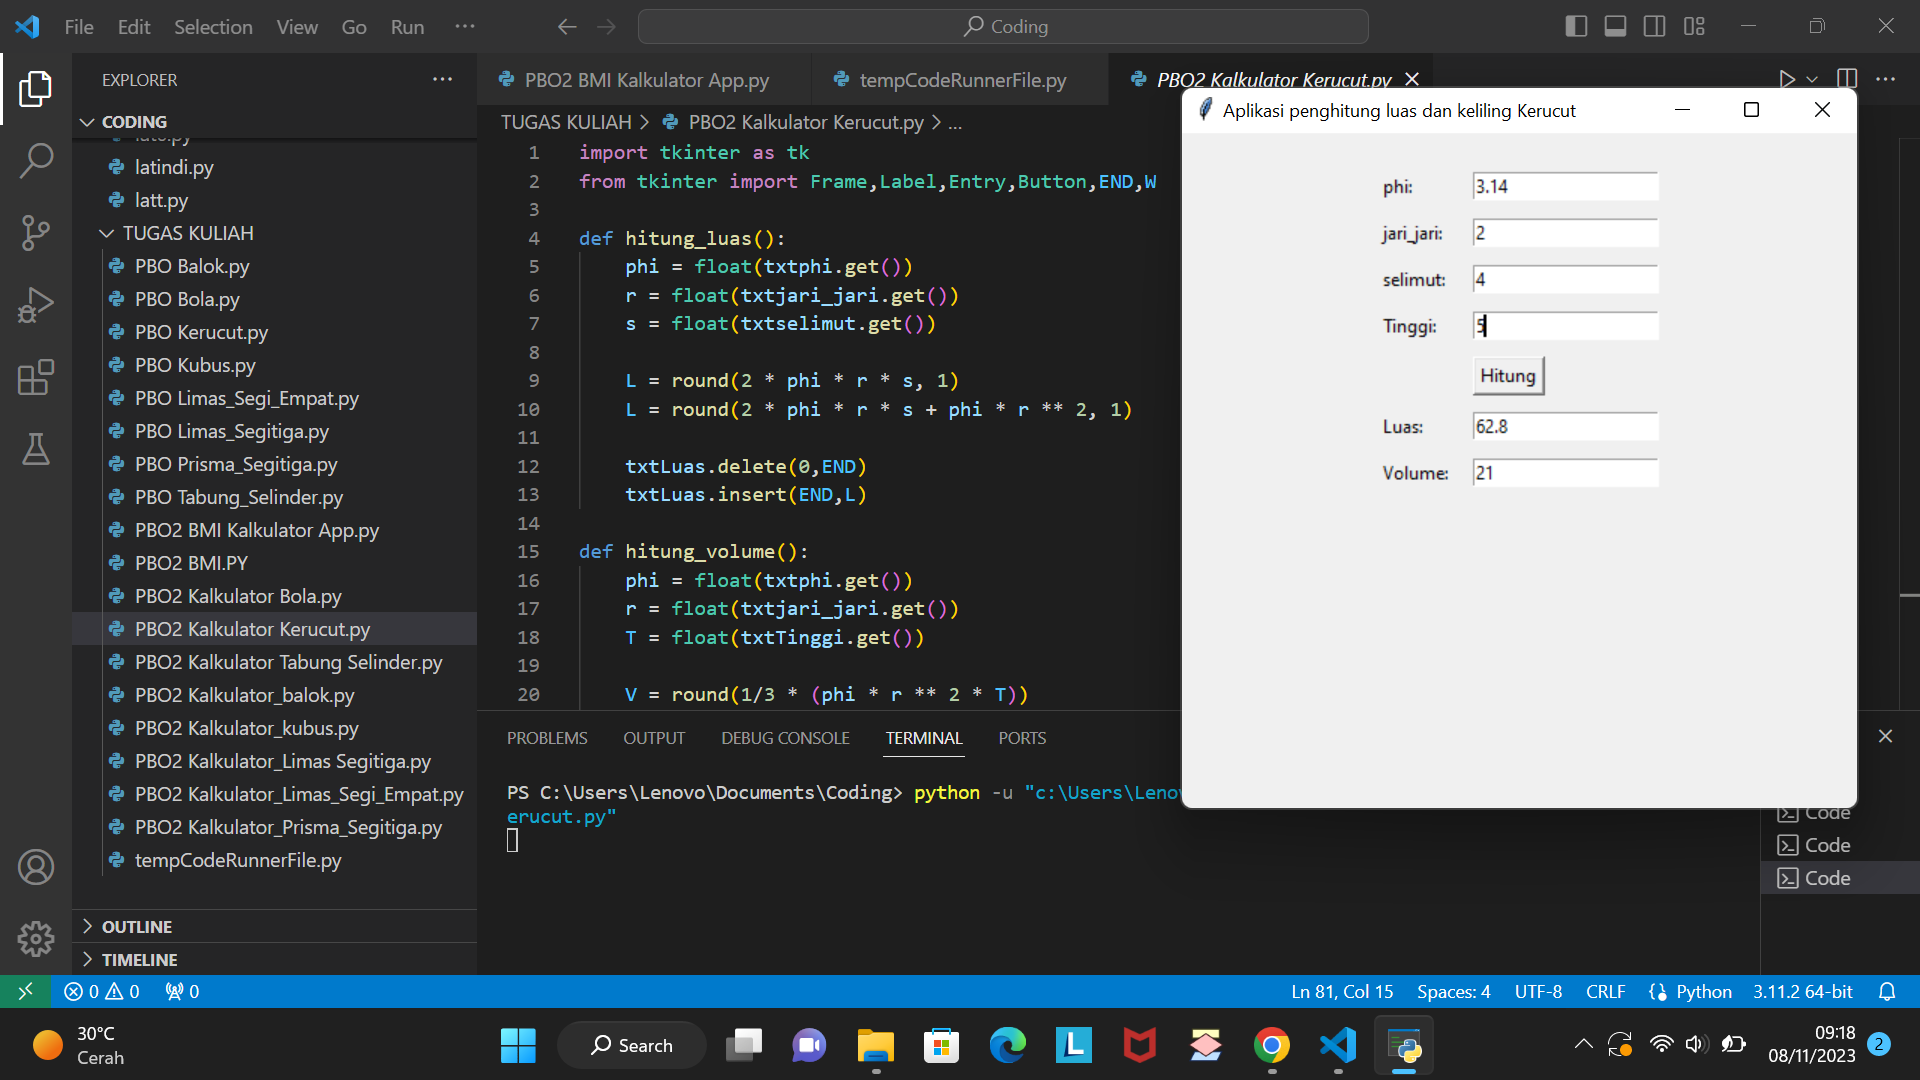 File Edit Selection View Go Run ···
Coding
EXPLORER
CODING
latindi.py
latt.py
TUGAS KULIAH
PBO Balok.py
PBO Bola.py
PBO Kerucut.py
PBO Kubus.py
PBO Limas_Segi_Empat.py
PBO Limas_Segitiga.py
PBO Prisma_Segitiga.py
PBO Tabung_Selinder.py
PBO2 BMI Kalkulator App.py
PBO2 BMI.PY
PBO2 Kalkulator Bola.py
PBO2 Kalkulator Kerucut.py
PBO2 Kalkulator Tabung Selinder.py
PBO2 Kalkulator_balok.py
PBO2 Kalkulator_kubus.py
PBO2 Kalkulator_Limas Segitiga.py
PBO2 Kalkulator_Limas_Segi_Empat.py
PBO2 Kalkulator_Prisma_Segitiga.py
tempCodeRunnerFile.py
OUTLINE
TIMELINE
PBO2 BMI Kalkulator App.py
tempCodeRunnerFile.py
PBO2 Kalkulator Kerucut.py
TUGAS KULIAH > PBO2 Kalkulator Kerucut.py > ...
1 import tkinter as tk
2 from tkinter import Frame,Label,Entry,Button,END,W
3
4 def hitung_luas():
5 phi = float(txtphi.get())
6 r = float(txtjari_jari.get())
7 s = float(txtselimut.get())
8
9 L = round(2 * phi * r * s, 1)
10 L = round(2 * phi * r * s + phi * r ** 2, 1)
11
12 txtLuas.delete(0,END)
13 txtLuas.insert(END,L)
14
15 def hitung_volume():
16 phi = float(txtphi.get())
17 r = float(txtjari_jari.get())
18 T = float(txtTinggi.get())
19
20 V = round(1/3 * (phi * r ** 2 * T))
Aplikasi penghitung luas dan keliling Kerucut
phi: 3.14
jari_jari: 2
selimut: 4
Tinggi: 5
Hitung
Luas: 62.8
Volume: 21
PROBLEMS OUTPUT DEBUG CONSOLE TERMINAL PORTS
PS C:\Users\Lenovo\Documents\Coding> python -u "c:\Users\Leno
erucut.py"
Code
Code
Code
0 0 0
Ln 81, Col 15 Spaces: 4 UTF-8 CRLF Python 3.11.2 64-bit
30°C
Cerah
Search
09:18
08/11/2023
2